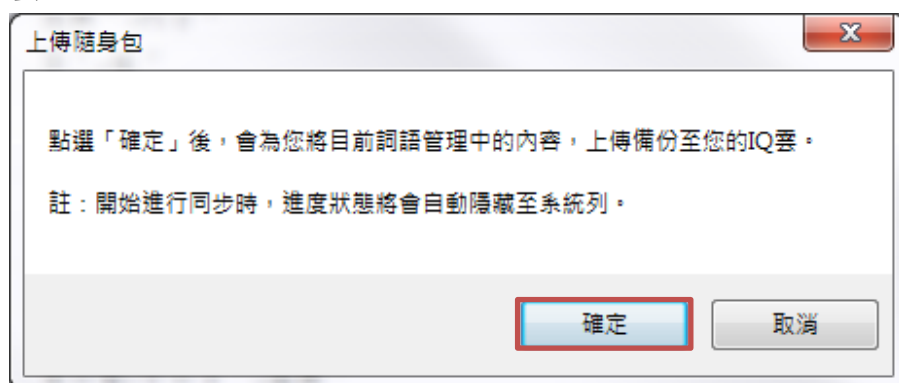 上傳隨身包
點選「確定」後，會為您將目前詞語管理中的內容，上傳備份至您的IQ雲。
註：開始進行同步時，進度狀態將會自動隱藏至系統列。
確定
取消